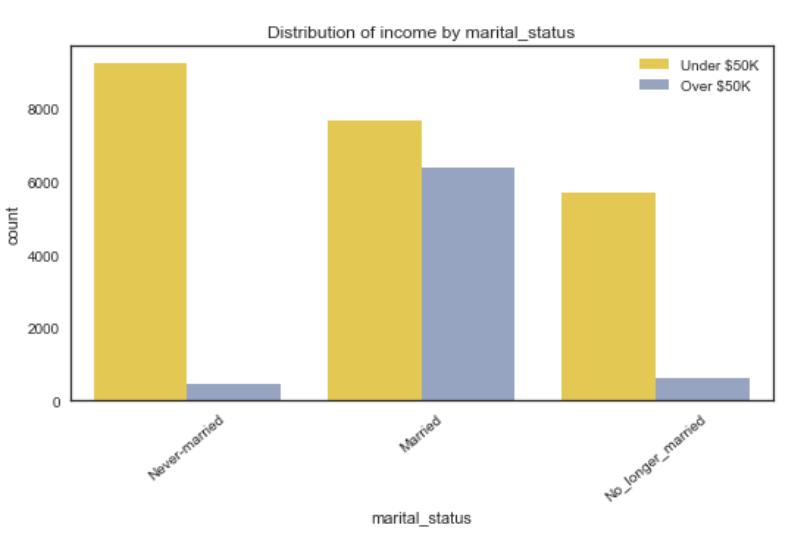 Distribution of income by marital_status
Under $50K
Over $50K
8000
6000
4000
2000
0
count
Never-married
Married
No_longer_married
marital_status